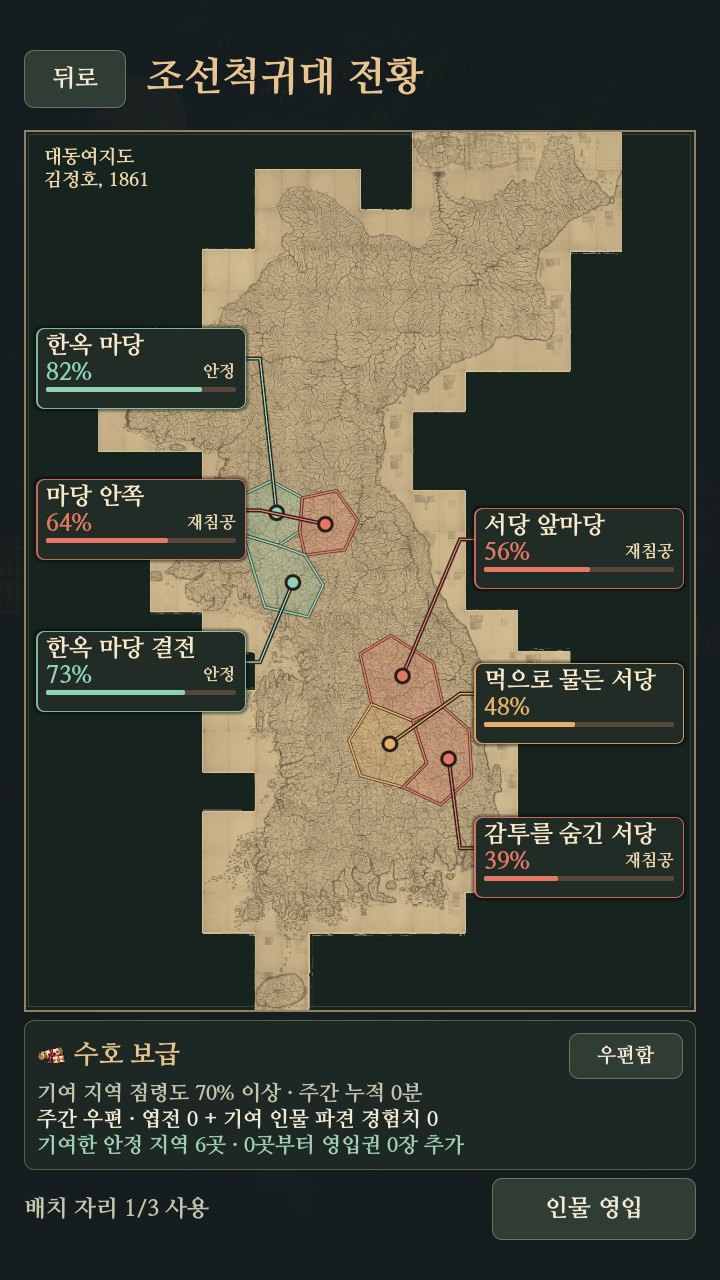 뒤로
조선척귀대 전황
대동여지도
김정호, 1861
한옥 마당
82%
안정
마당 안쪽
64%
재침공
한옥 마당 결전
73%
안정
서당 앞마당
56%
재침공
먹으로 물든 서당
48%
감투를 숨긴 서당
39%
재침공
수호 보급
우편함
기여 지역 점령도 70% 이상 · 주간 누적 0분
주간 우편 · 엽전 0 + 기여 인물 파견 경험치 0
기여한 안정 지역 6곳 · 0곳부터 영입권 0장 추가
배치 자리 1/3 사용
인물 영입